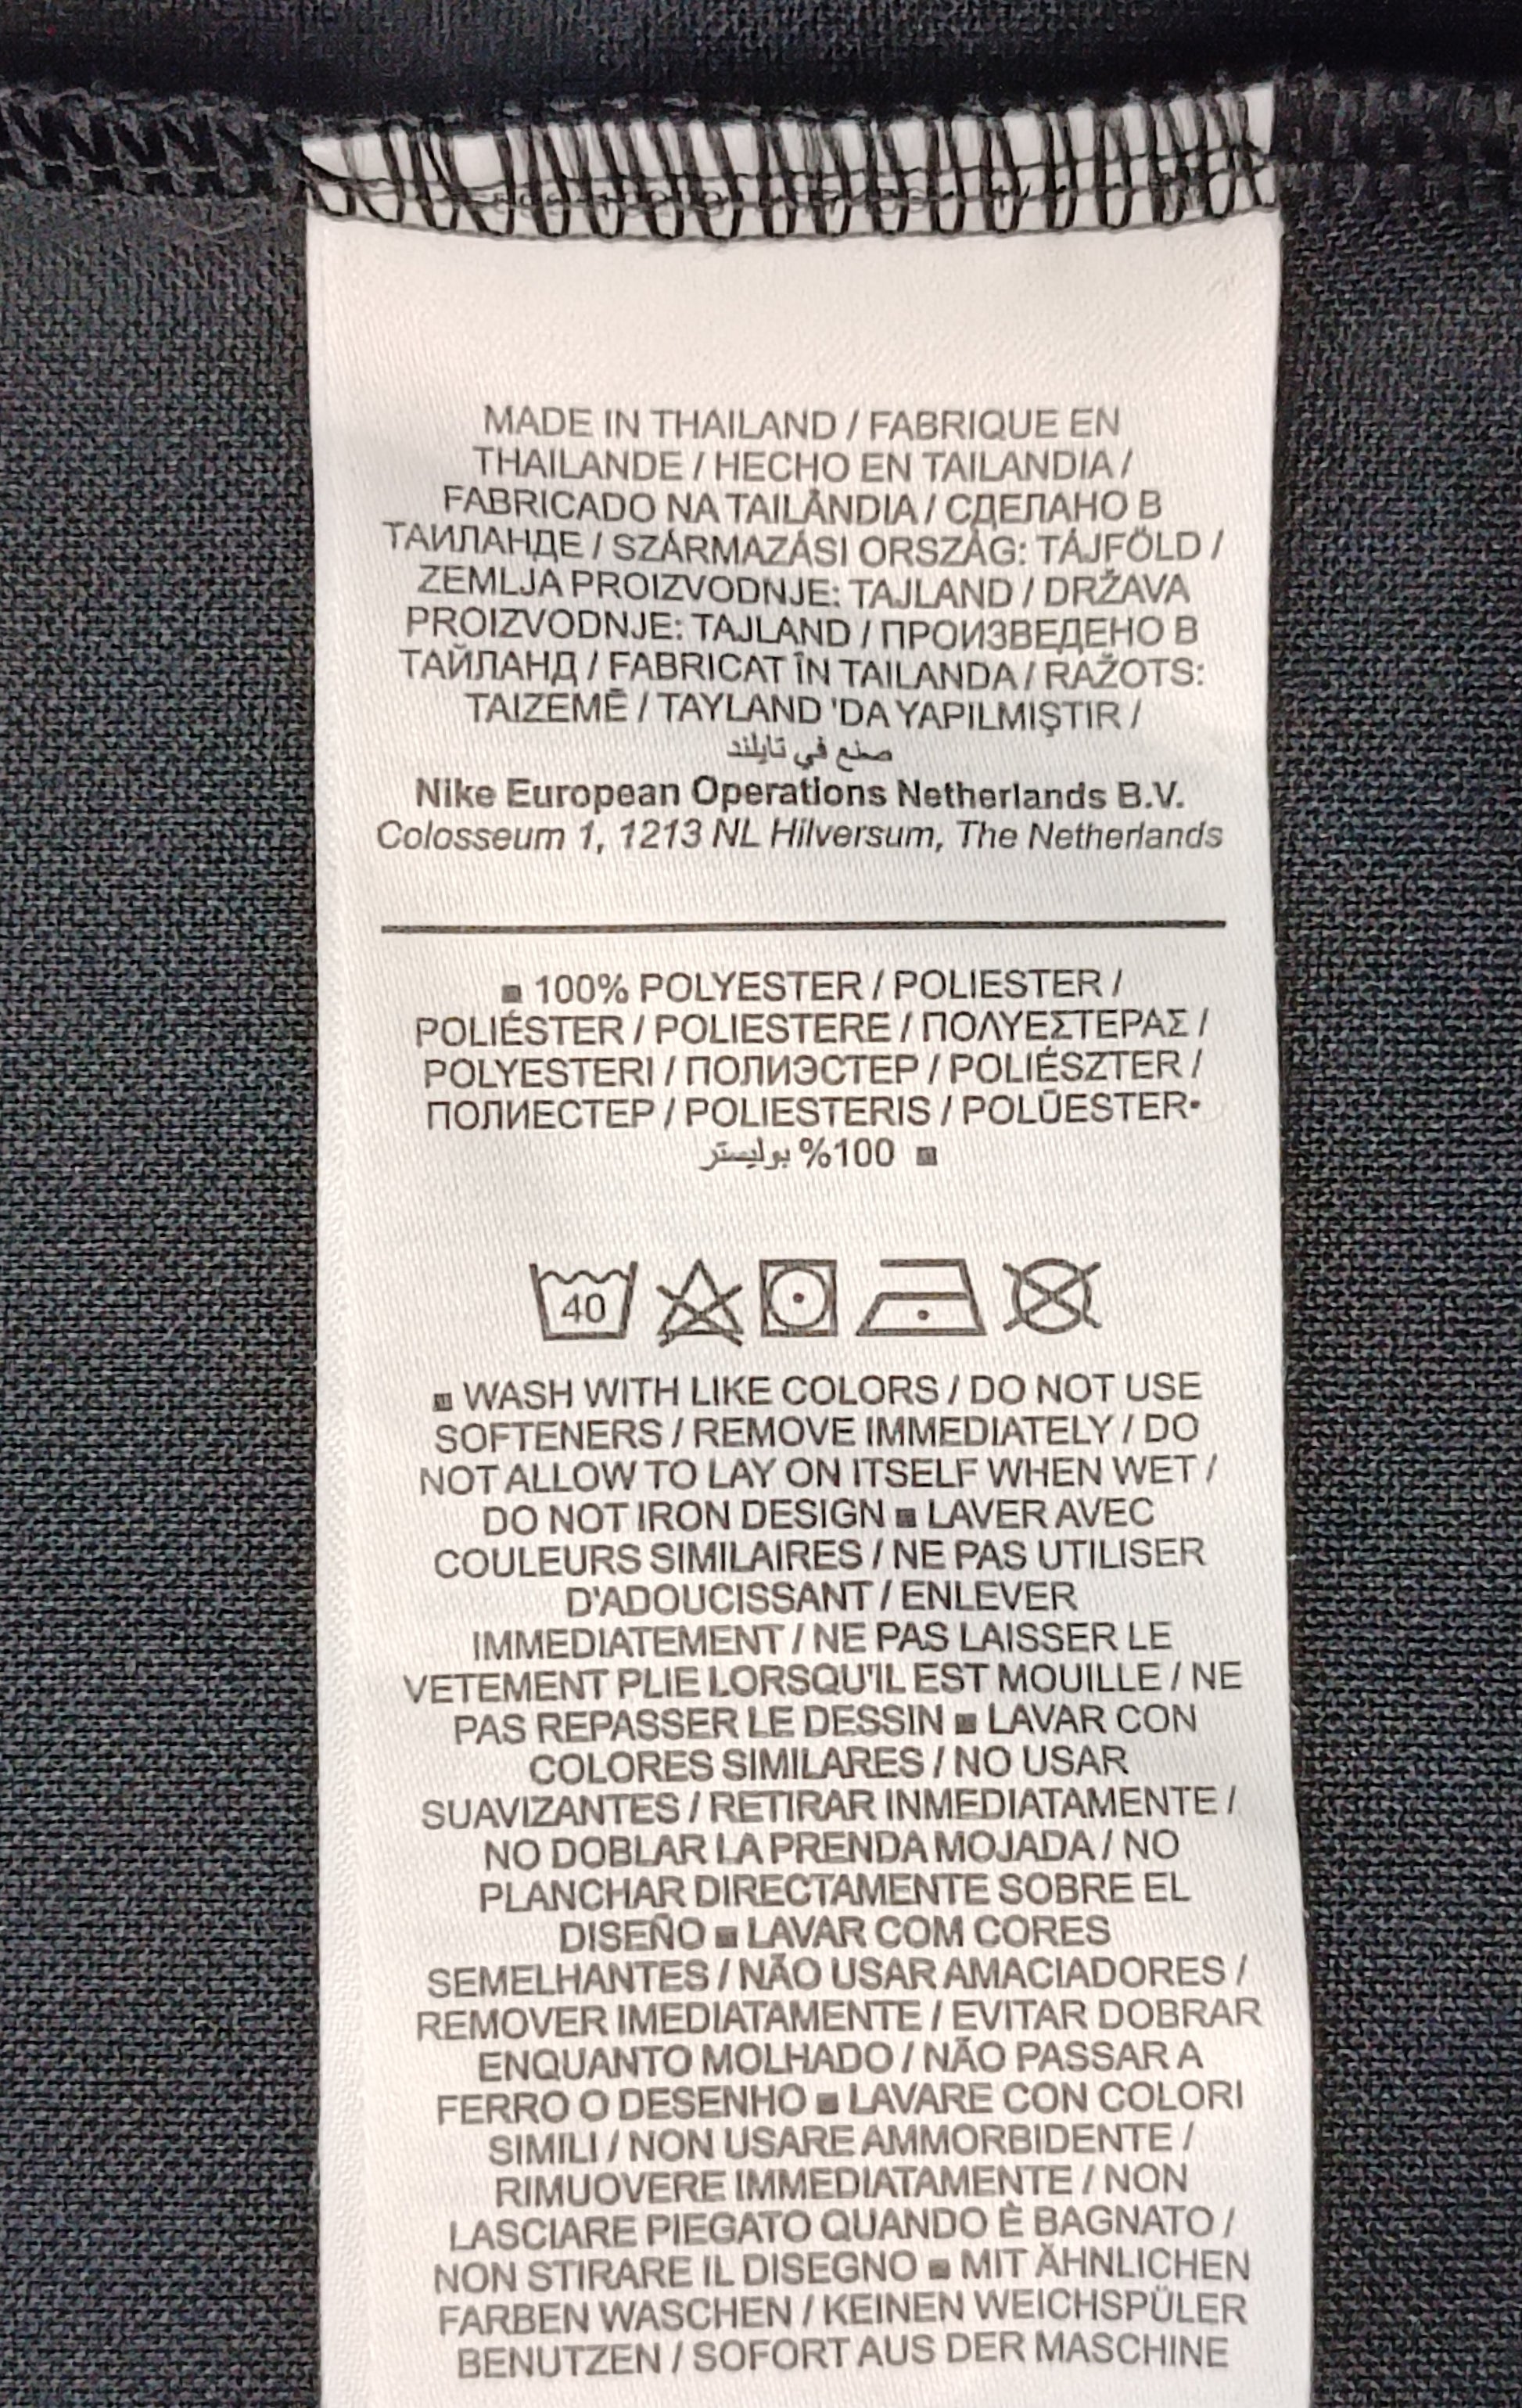 MADE IN THAILAND / FABRIQUE EN
THAILANDE / HECHO EN TAILANDIA /
FABRICADO NA TAILÂNDIA / СДЕЛАНО В
ТАИЛАНДЕ / SZÁRMAZÁSI ORSZÁG: TÁJFÖLD /
ZEMLJA PROIZVODNJE: TAJLAND / DRŽAVA
PROIZVODNJE: TAJLAND / ПРОИЗВЕДЕНО В
ТАЙЛАНД / FABRICAT ÎN TAILANDA / RAŽOTS:
TAIZEMĒ / TAYLAND 'DA YAPILMIŞTIR /
صنع في تايلند
Nike European Operations Netherlands B.V.
Colosseum 1, 1213 NL Hilversum, The Netherlands
■ 100% POLYESTER / POLIESTER /
POLIÉSTER / POLIESTERE / ΠΟΛΥΕΣΤΕΡΑΣ /
POLYESTERI / ПОЛИЭСТЕР / POLIÉSZTER /
ПОЛИЕСТЕР / POLIESTERIS / POLÜESTER•
■ 100% بوليستر
40
■ WASH WITH LIKE COLORS / DO NOT USE
SOFTENERS / REMOVE IMMEDIATELY / DO
NOT ALLOW TO LAY ON ITSELF WHEN WET /
DO NOT IRON DESIGN ■ LAVER AVEC
COULEURS SIMILAIRES / NE PAS UTILISER
D'ADOUCISSANT / ENLEVER
IMMEDIATEMENT / NE PAS LAISSER LE
VETEMENT PLIE LORSQU'IL EST MOUILLE / NE
PAS REPASSER LE DESSIN ■ LAVAR CON
COLORES SIMILARES / NO USAR
SUAVIZANTES / RETIRAR INMEDIATAMENTE /
NO DOBLAR LA PRENDA MOJADA / NO
PLANCHAR DIRECTAMENTE SOBRE EL
DISEÑO ■ LAVAR COM CORES
SEMELHANTES / NÃO USAR AMACIADORES /
REMOVER IMEDIATAMENTE / EVITAR DOBRAR
ENQUANTO MOLHADO / NÃO PASSAR A
FERRO O DESENHO ■ LAVARE CON COLORI
SIMILI / NON USARE AMMORBIDENTE /
RIMUOVERE IMMEDIATAMENTE / NON
LASCIARE PIEGATO QUANDO È BAGNATO /
NON STIRARE IL DISEGNO ■ MIT ÄHNLICHEN
FARBEN WASCHEN / KEINEN WEICHSPÜLER
BENUTZEN / SOFORT AUS DER MASCHINE